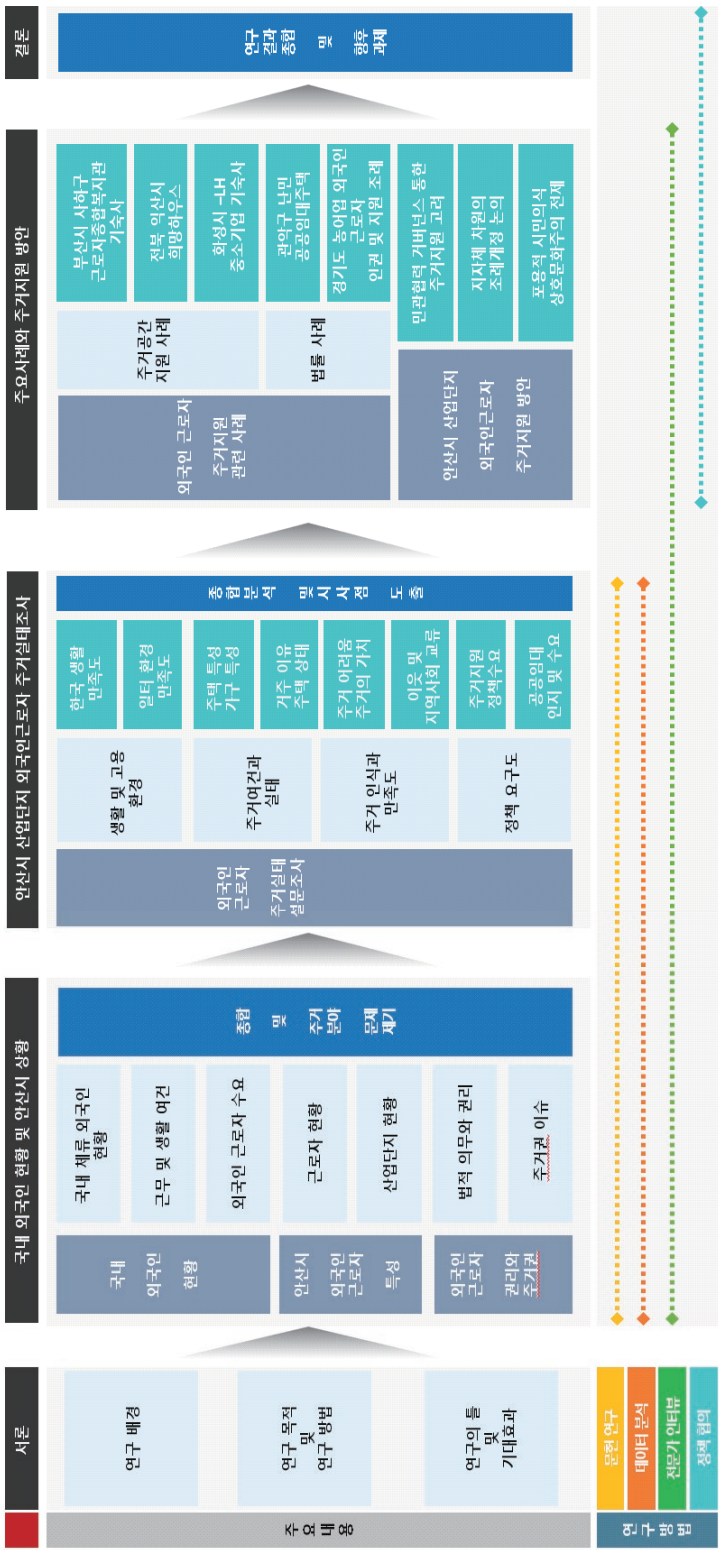 서론
국내 외국인 현황 및 안산시 상황
안산시 산업단지 외국인근로자 주거실태조사
주요사례와 주거지원 방안
결론
주요내용
연구 배경
연구 목적
및
연구 방법
연구의 틀
및
기대효과
국내
외국인
현황
국내 체류 외국인
현황
근무 및 생활 여건
외국인 근로자 수요
안산시
외국인
근로자
특성
근로자 현황
산업단지 현황
외국인
근로자
권리와
주거권
법적 의무와 권리
주거권 이슈
종합
및
주거
분야
문제
제기
외국인
근로자
주거실태
설문조사
생활 및 고용
환경
한국 생활
만족도
일터 환경
만족도
주거여건과
실태
주택 특성
가구 특성
거주 이유
주택 상태
주거 인식과
만족도
주거 어려움
주거의 가치
이웃 및
지역사회 교류
정책 요구도
주거지원
정책수요
공공임대
인지 및 수요
종합분석
및시사점
도출
외국인 근로자
주거지원
관련 사례
주거공간
지원 사례
부산시 사하구
근로자종합복지관
기숙사
전북 익산시
희망하우스
화성시 -LH
중소기업 기숙사
법률 사례
관악구 난민
공공임대주택
경기도 농어업 외국인
근로자
인권 및 지원 조례
안산시 산업단지
외국인근로자
주거지원 방안
민관협력 거버넌스 통한
주거지원 고려
지자체 차원의
조례개정 논의
포용적 시민의식
상호문화주의 전제
연구
결과
종합
및
향후
과제
연구방법
문헌 연구
데이터 분석
전문가 인터뷰
정책 협의